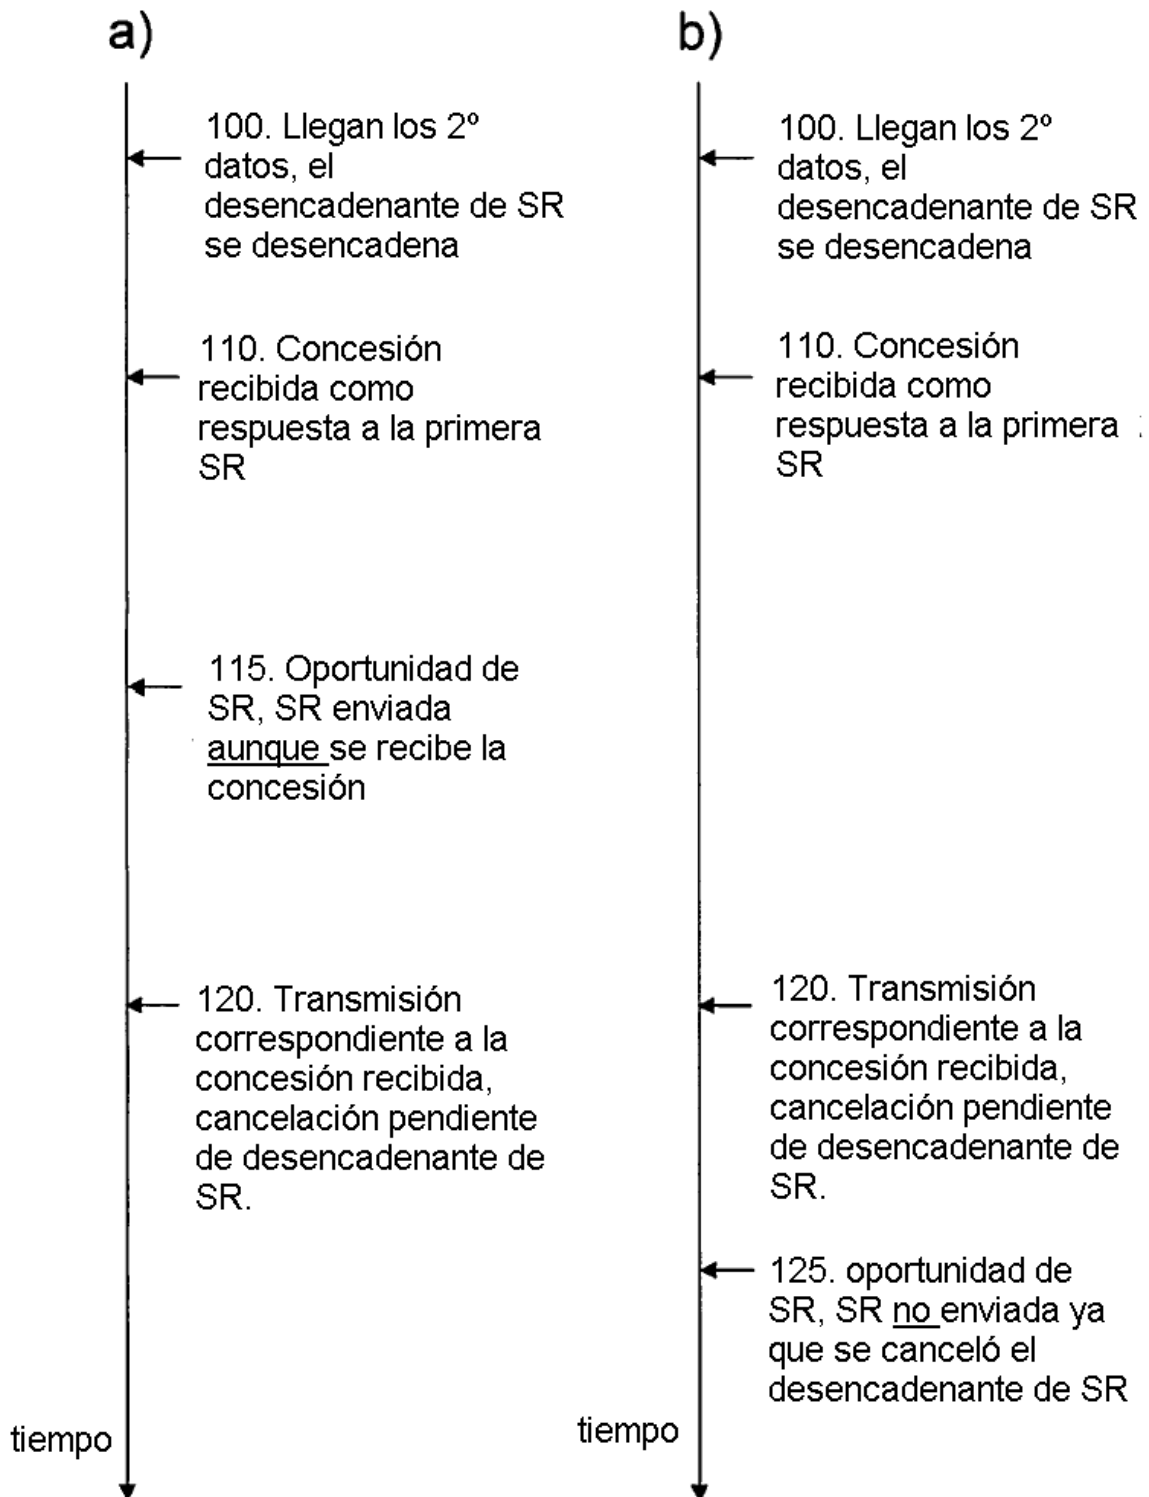 a)
100. Llegan los 2º
datos, el
desencadenante de SR
se desencadena
110. Concesión
recibida como
respuesta a la primera
SR
115. Oportunidad de
SR, SR enviada
aunque se recibe la
concesión
120. Transmisión
correspondiente a la
concesión recibida,
cancelación pendiente
de desencadenante de
SR.
tiempo
b)
100. Llegan los 2º
datos, el
desencadenante de SR
se desencadena
110. Concesión
recibida como
respuesta a la primera
SR
120. Transmisión
correspondiente a la
concesión recibida,
cancelación pendiente
de desencadenante de
SR.
125. oportunidad de
SR, SR no enviada ya
que se canceló el
desencadenante de SR
tiempo